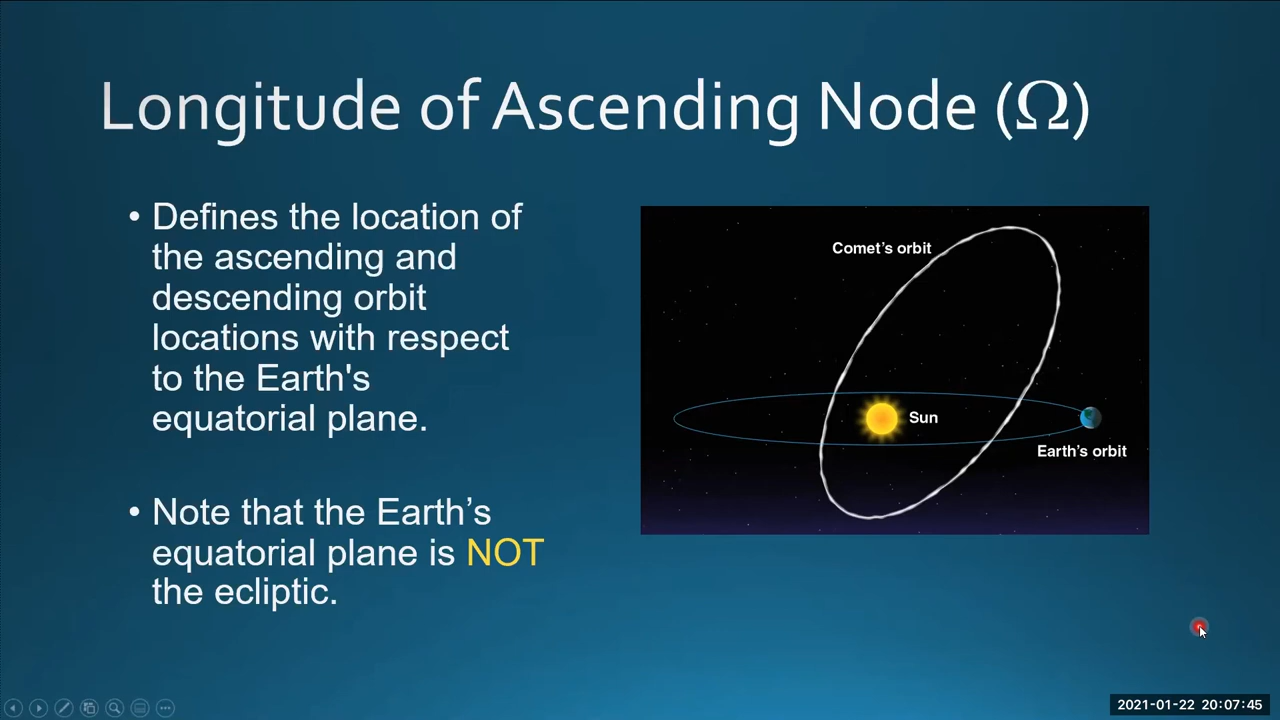 Longitude of Ascending Node (Ω)
• Defines the location of
the ascending and
descending orbit
locations with respect
to the Earth's
equatorial plane.
• Note that the Earth’s
equatorial plane is NOT
the ecliptic.
Comet’s orbit
Sun
Earth’s orbit
2021-01-22 20:07:45